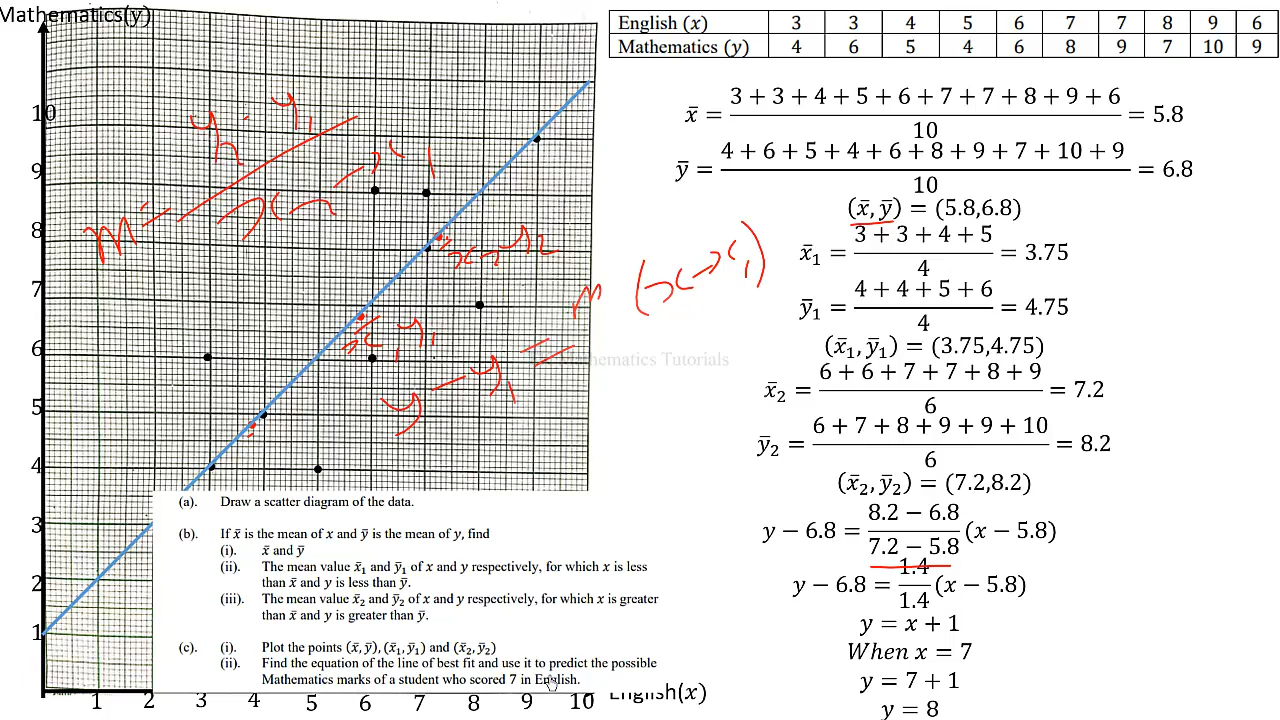 Mathematics(y)
English (x) 3 3 4 5 6 7 7 8 9 6
Mathematics (y) 4 6 5 4 6 8 9 7 10 9
x̄ = (3 + 3 + 4 + 5 + 6 + 7 + 7 + 8 + 9 + 6)/10 = 5.8
ȳ = (4 + 6 + 5 + 4 + 6 + 8 + 9 + 7 + 10 + 9)/10 = 6.8
(x̄, ȳ) = (5.8,6.8)
x̄₁ = (3 + 3 + 4 + 5)/4 = 3.75
ȳ₁ = (4 + 4 + 5 + 6)/4 = 4.75
(x̄₁, ȳ₁) = (3.75,4.75)
x̄₂ = (6 + 6 + 7 + 7 + 8 + 9)/6 = 7.2
ȳ₂ = (6 + 7 + 8 + 9 + 9 + 10)/6 = 8.2
(x̄₂, ȳ₂) = (7.2,8.2)
y − 6.8 = (8.2 − 6.8)/(7.2 − 5.8) (x − 5.8)
y − 6.8 = 1.4/1.4 (x − 5.8)
y = x + 1
When x = 7
y = 7 + 1
y = 8
m = (y₂ - y₁)/(x₂ - x₁)
x₂, y₂
x₁, y₁
y - y₁ = m (x - x₁)
Mathematics Tutorials
10
9
8
7
6
5
4
3
2
1
(a). Draw a scatter diagram of the data.
(b). If x̄ is the mean of x and ȳ is the mean of y, find
(i). x̄ and ȳ
(ii). The mean value x̄₁ and ȳ₁ of x and y respectively, for which x is less
than x̄ and y is less than ȳ.
(iii). The mean value x̄₂ and ȳ₂ of x and y respectively, for which x is greater
than x̄ and y is greater than ȳ.
(c). (i). Plot the points (x̄, ȳ), (x̄₁, ȳ₁) and (x̄₂, ȳ₂)
(ii). Find the equation of the line of best fit and use it to predict the possible
Mathematics marks of a student who scored 7 in English.
1 2 3 4 5 6 7 8 9 10 English(x)